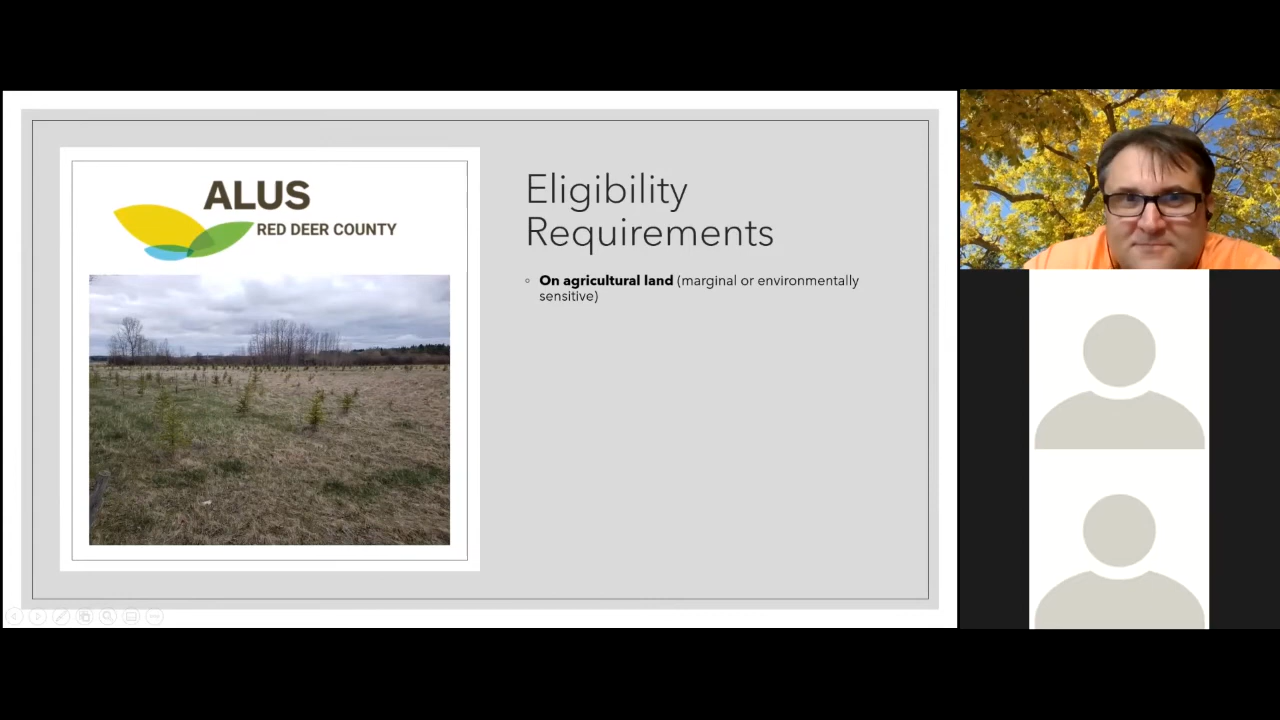 ALUS
RED DEER COUNTY
Eligibility
Requirements
On agricultural land (marginal or environmentally
sensitive)